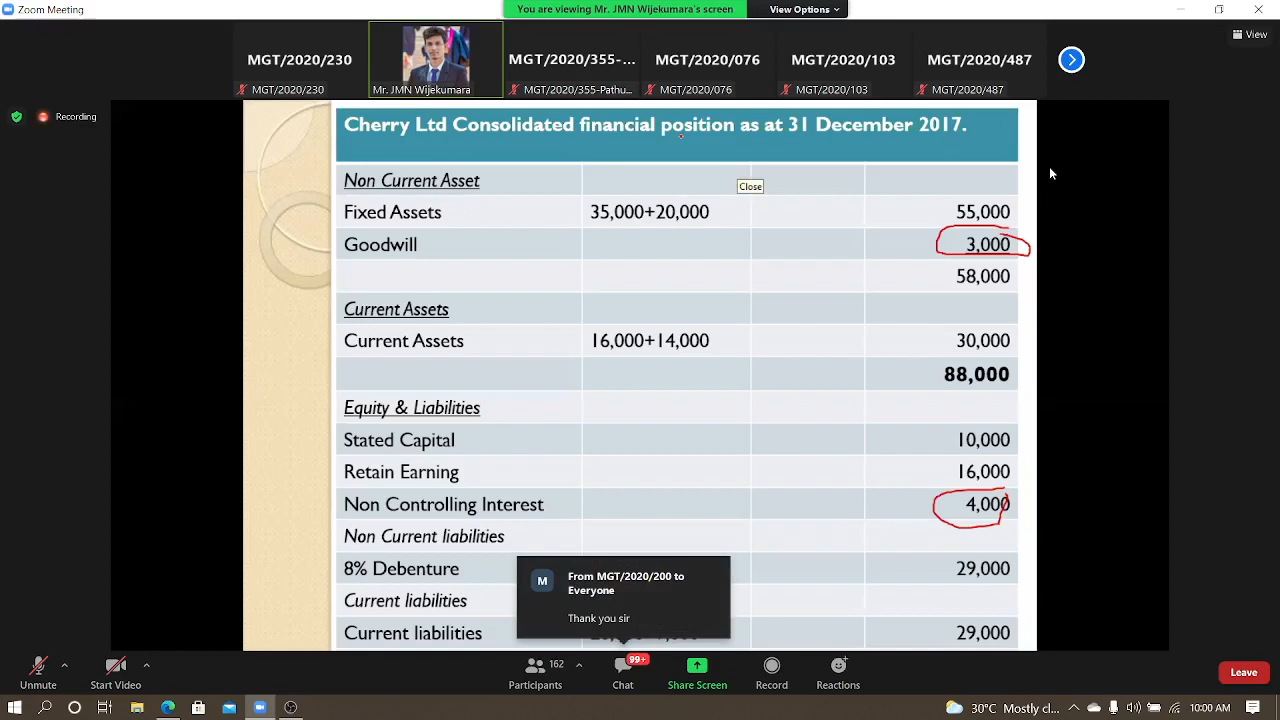 Zoom Meeting
You are viewing Mr. JMN Wijekumara's screen
View Options
View
MGT/2020/230
MGT/2020/355-...
MGT/2020/076
MGT/2020/103
MGT/2020/487
MGT/2020/230
Mr. JMN Wijekumara
MGT/2020/355-Pathu...
MGT/2020/076
MGT/2020/103
MGT/2020/487
Recording
Cherry Ltd Consolidated financial position as at 31 December 2017.
Non Current Asset
Close
Fixed Assets 35,000+20,000 55,000
Goodwill 3,000
58,000
Current Assets
Current Assets 16,000+14,000 30,000
88,000
Equity & Liabilities
Stated Capital 10,000
Retain Earning 16,000
Non Controlling Interest 4,000
Non Current liabilities
8% Debenture 29,000
Current liabilities
Current liabilities 29,000
M
From MGT/2020/200 to
Everyone
Thank you sir
Unmute
Start Video
162
Participants
99+
Chat
Share Screen
Record
Reactions
Leave
30°C Mostly cl...
10:00 AM